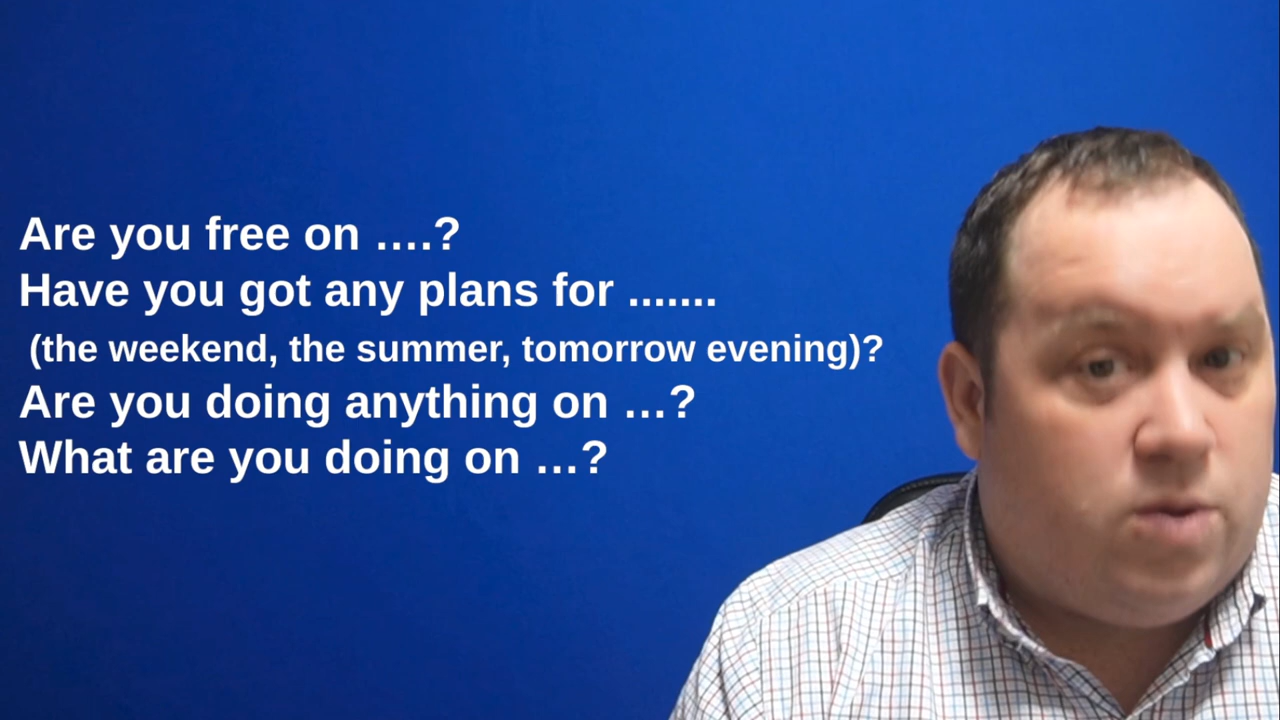 Are you free on ....?
Have you got any plans for .......
(the weekend, the summer, tomorrow evening)?
Are you doing anything on ...?
What are you doing on ...?